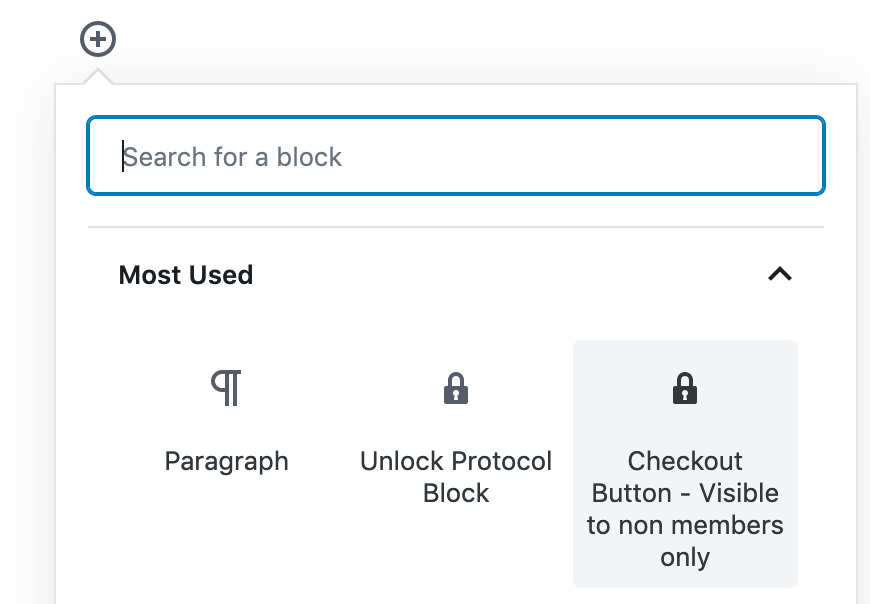 Search for a block
Most Used
Paragraph
Unlock Protocol
Block
Checkout
Button - Visible
to non members
only